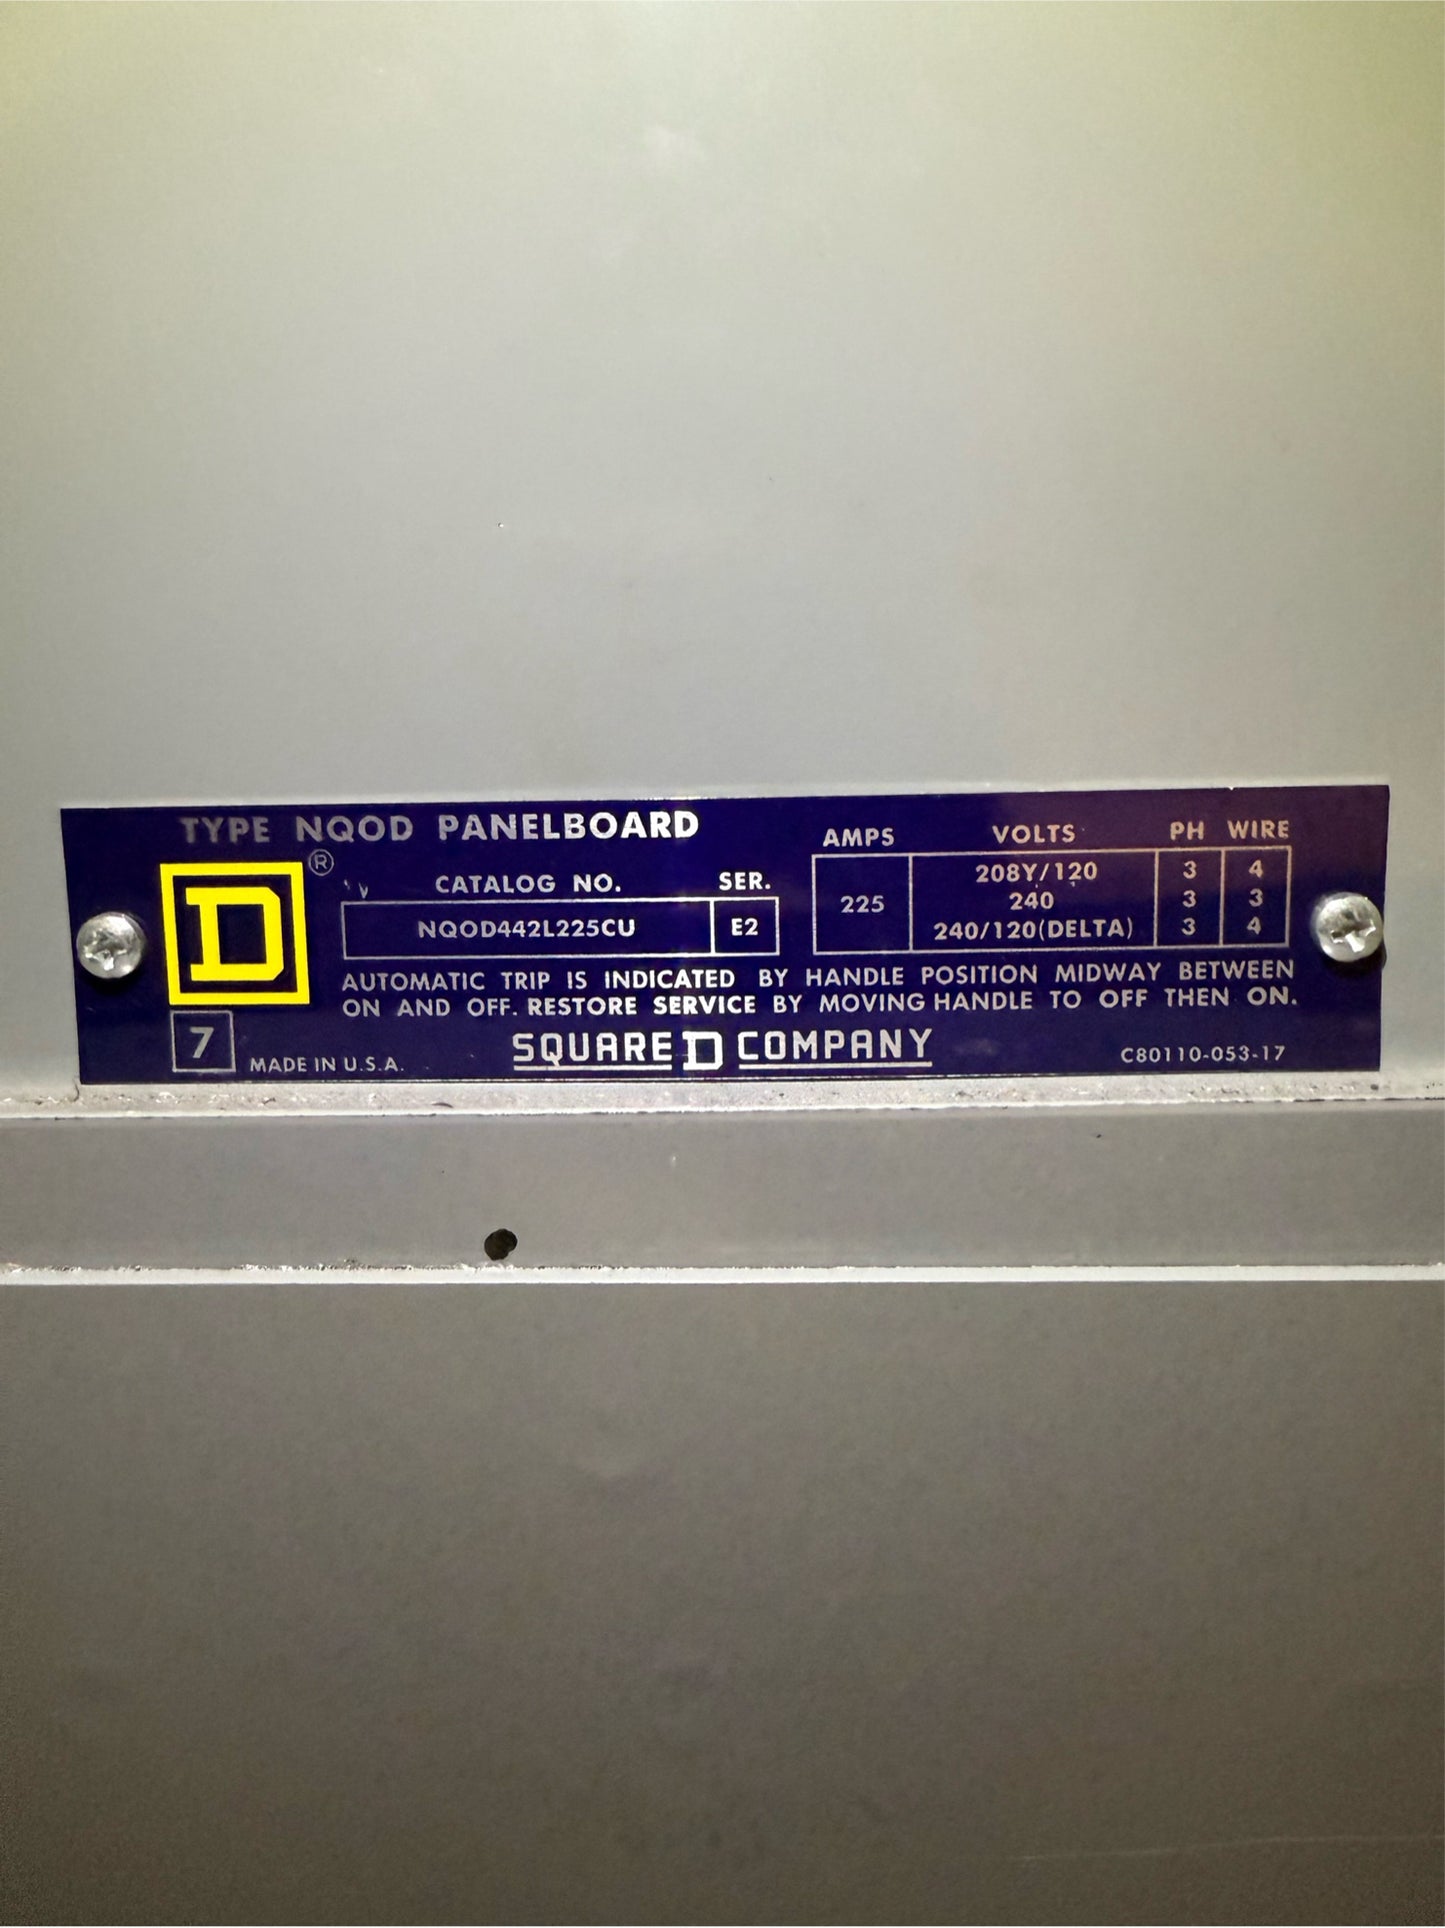 TYPE NQOD PANELBOARD
D ®
CATALOG NO. SER.
NQOD442L225CU E2
AMPS VOLTS PH WIRE
225
208Y/120 3 4
240 3 3
240/120(DELTA) 3 4
AUTOMATIC TRIP IS INDICATED BY HANDLE POSITION MIDWAY BETWEEN
ON AND OFF. RESTORE SERVICE BY MOVING HANDLE TO OFF THEN ON.
7 MADE IN U.S.A.
SQUARE D COMPANY
C80110-053-17